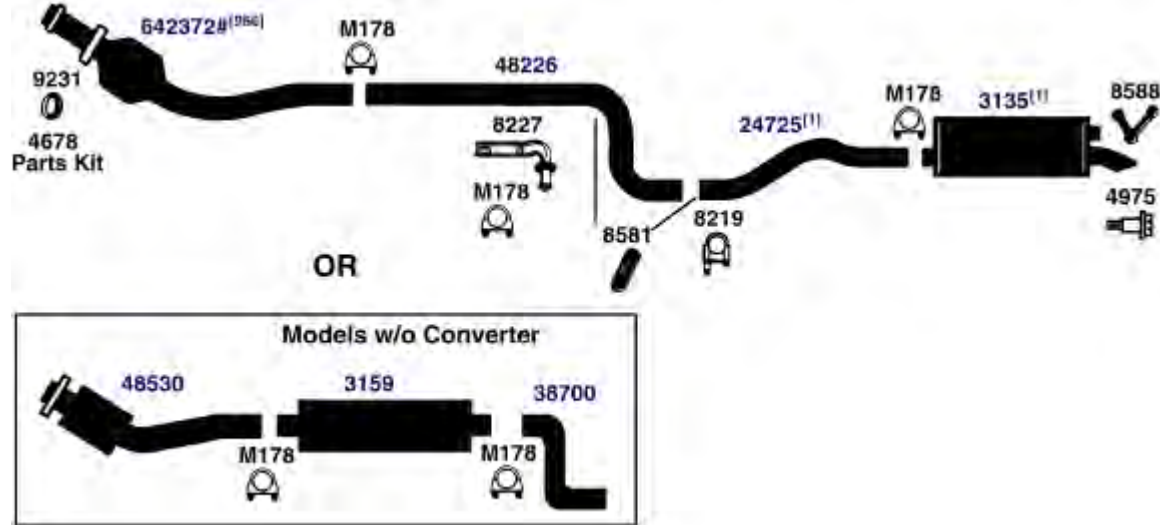 642372#(986)
M178
9231
4678
Parts Kit
48226
8227
M178
8581
8219
24725(1)
M178
3135(1)
8588
4975
OR
Models w/o Converter
48530
3159
38700
M178
M178